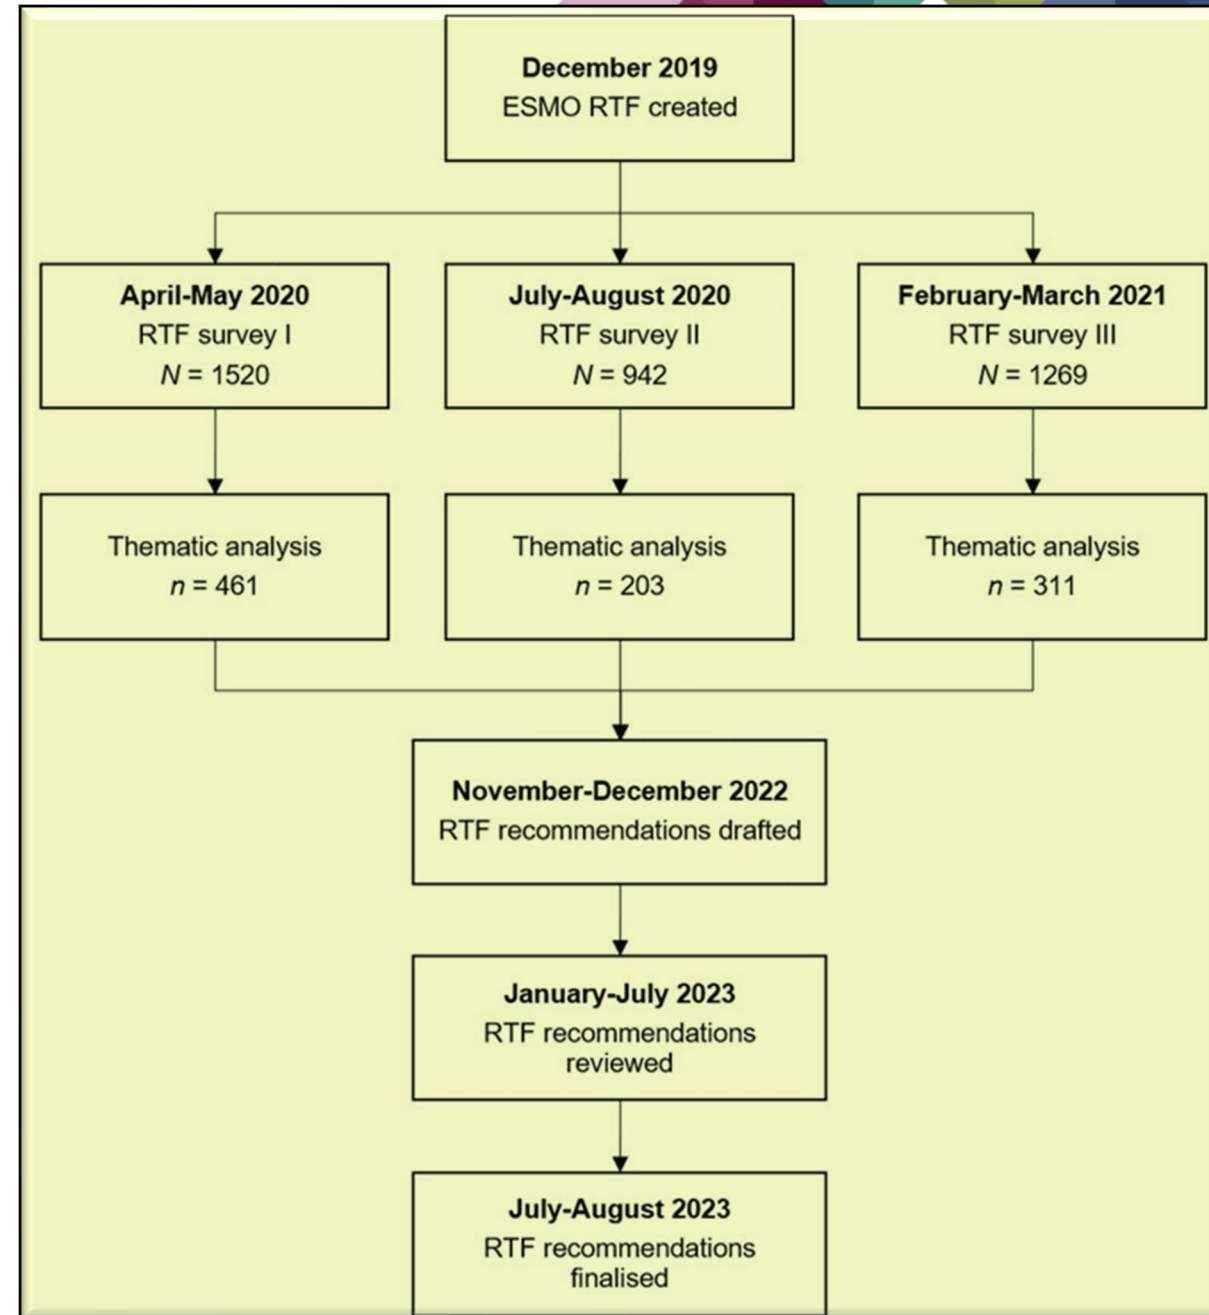 December 2019
ESMO RTF created
April-May 2020
RTF survey I
N = 1520
July-August 2020
RTF survey II
N = 942
February-March 2021
RTF survey III
N = 1269
Thematic analysis
n = 461
Thematic analysis
n = 203
Thematic analysis
n = 311
November-December 2022
RTF recommendations drafted
January-July 2023
RTF recommendations
reviewed
July-August 2023
RTF recommendations
finalised